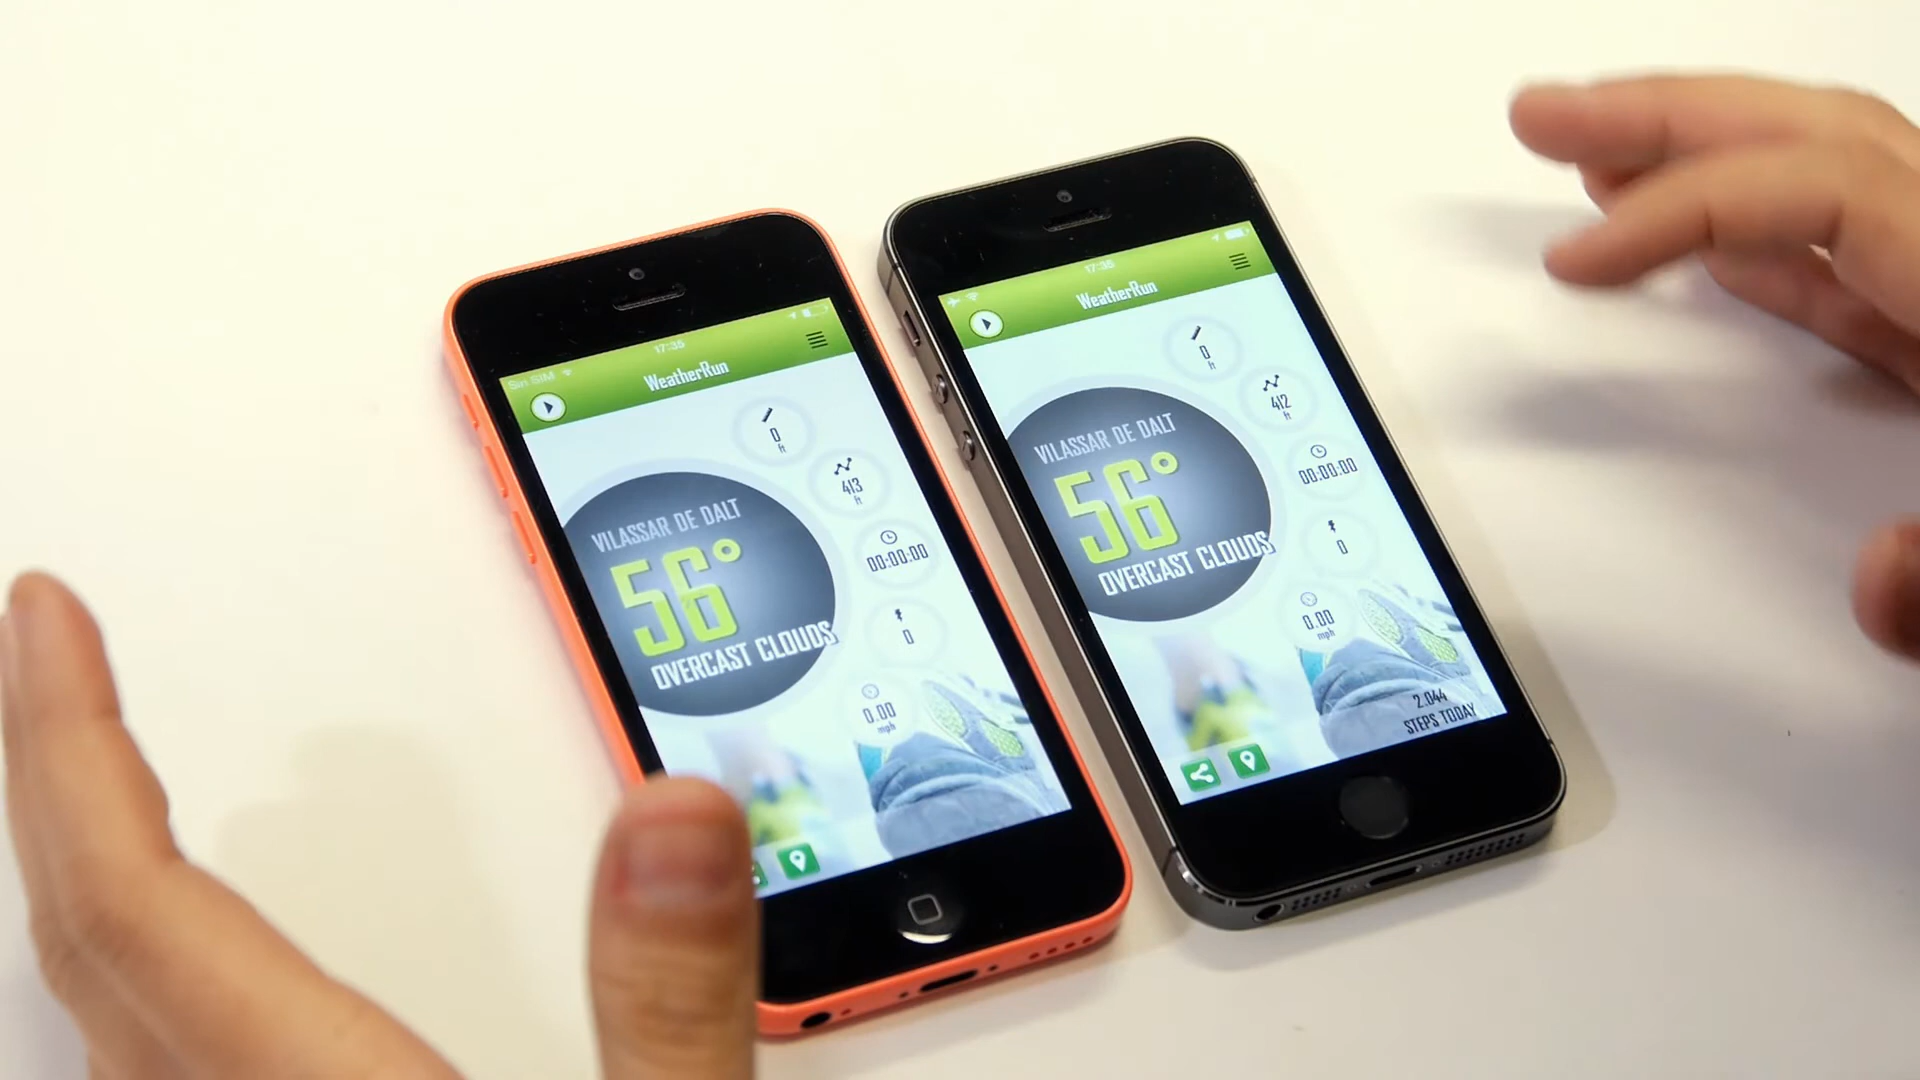 Sin SIM
17:35
WeatherRun
0
ft
413
ft
VILASSAR DE DALT
56°
OVERCAST CLOUDS
00:00:00
0
0.00
mph
17:35
WeatherRun
0
ft
412
ft
VILASSAR DE DALT
56°
OVERCAST CLOUDS
00:00:00
0
0.00
mph
2.044
STEPS TODAY